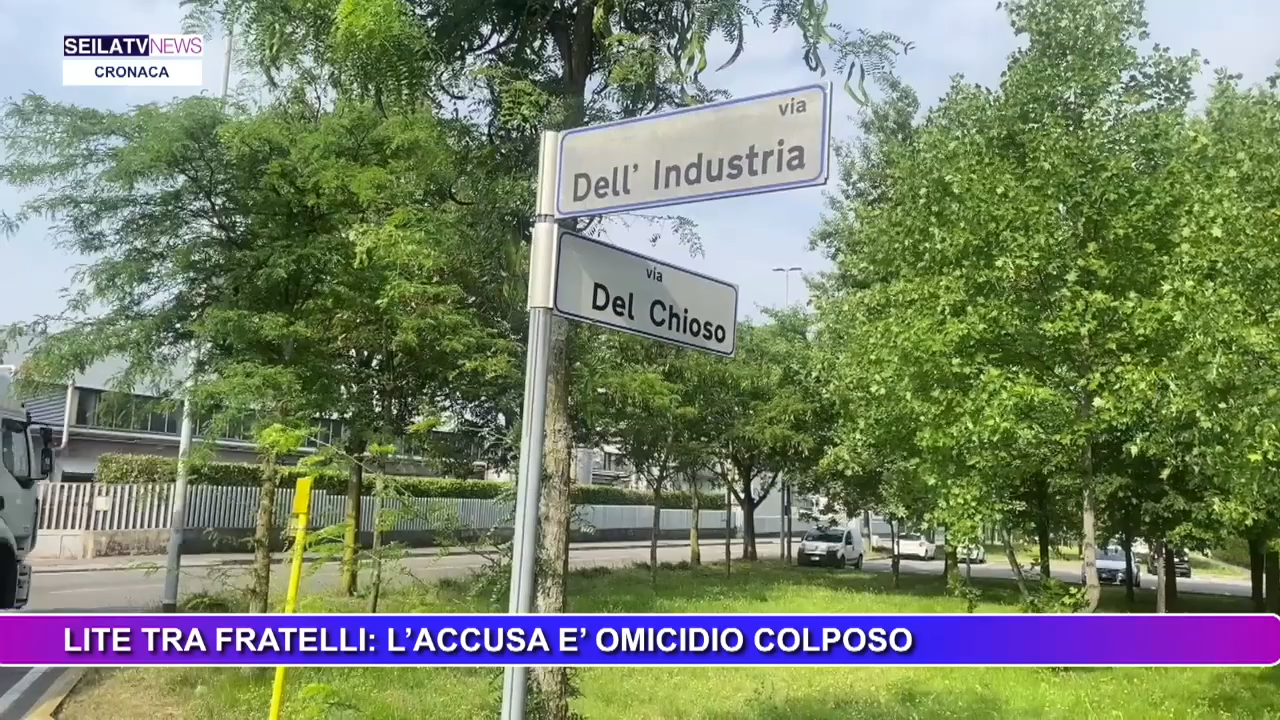 SEILATVNEWS
CRONACA
via
Dell' Industria
via
Del Chioso
LITE TRA FRATELLI: L'ACCUSA E' OMICIDIO COLPOSO